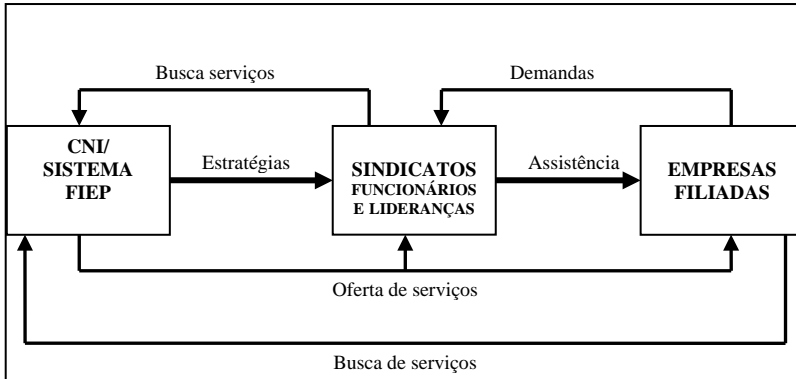 Busca serviços
Demandas
CNI/
SISTEMA
FIEP
Estratégias
SINDICATOS
FUNCIONÁRIOS
E LIDERANÇAS
Assistência
EMPRESAS
FILIADAS
Oferta de serviços
Busca de serviços